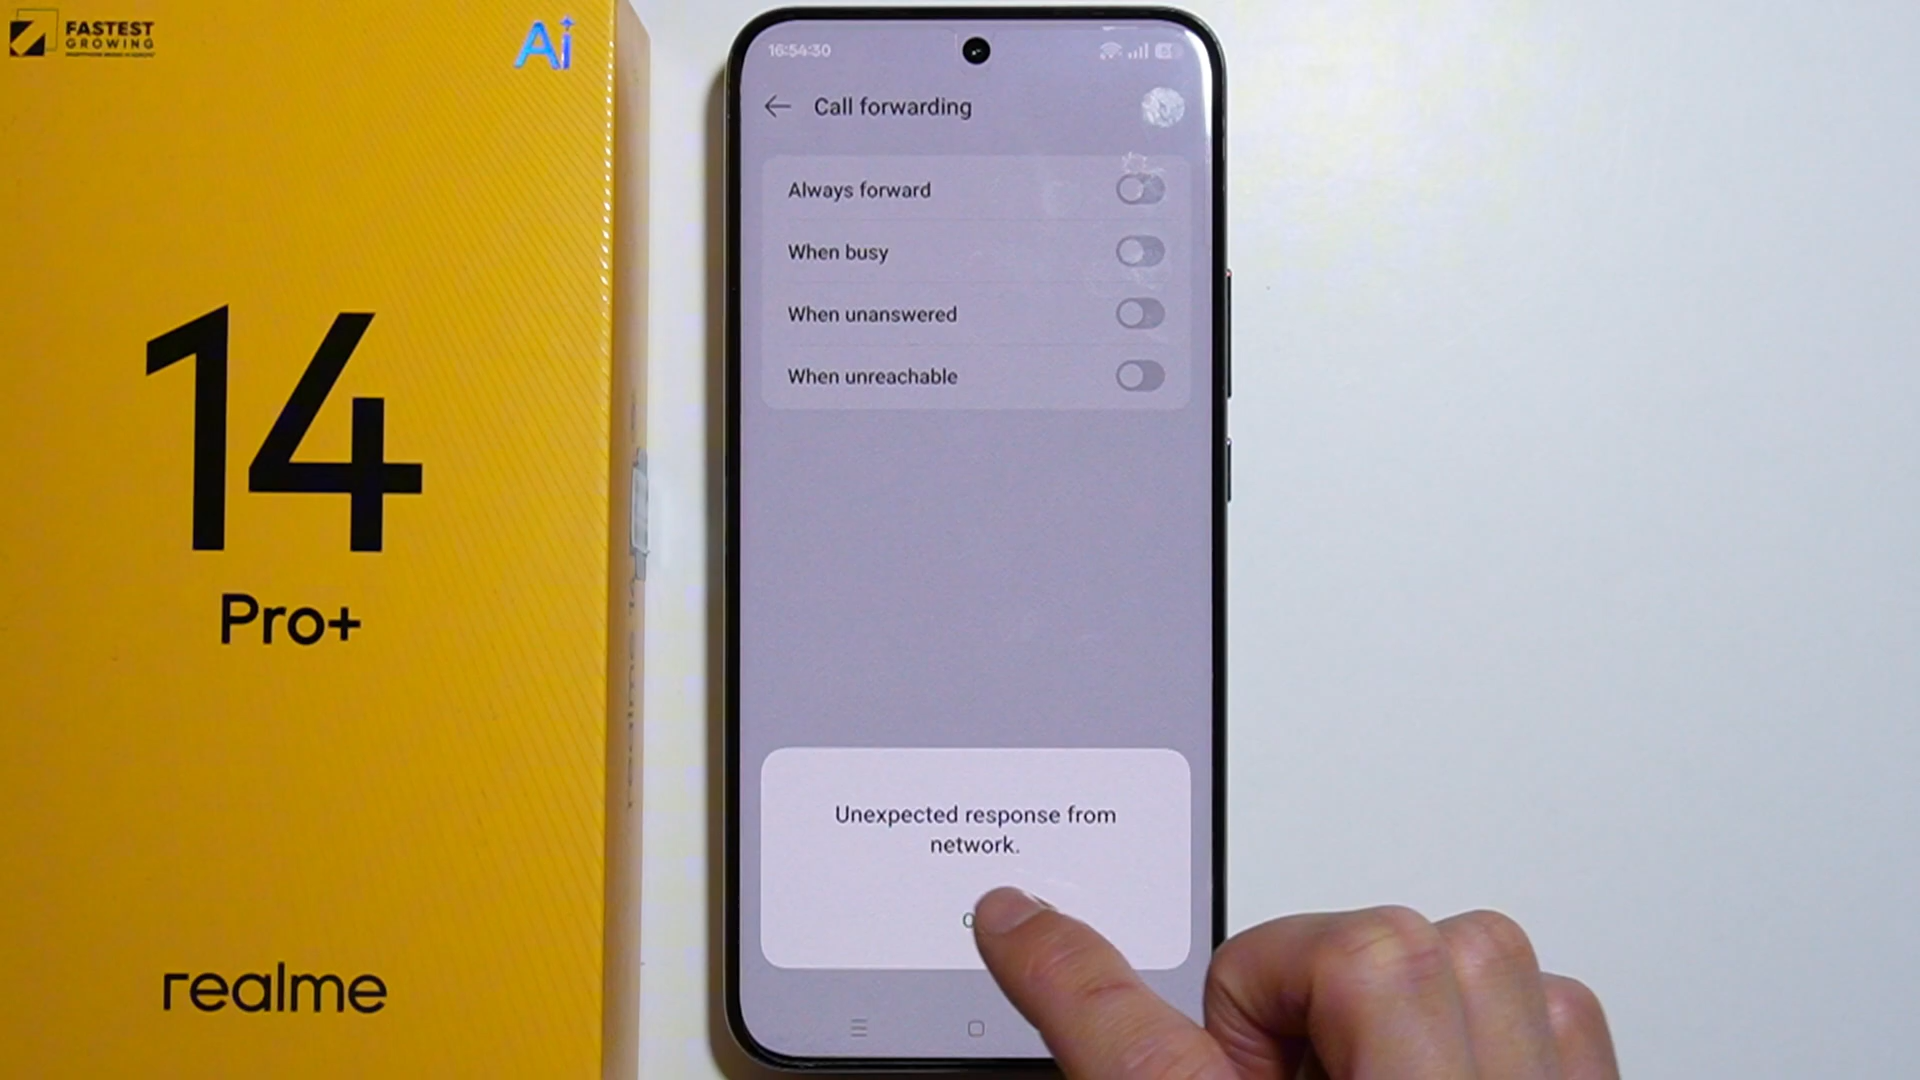 FASTEST
GROWING
Ai
14
Pro+
realme
16:54:30
Call forwarding
Always forward
When busy
When unanswered
When unreachable
Unexpected response from
network.